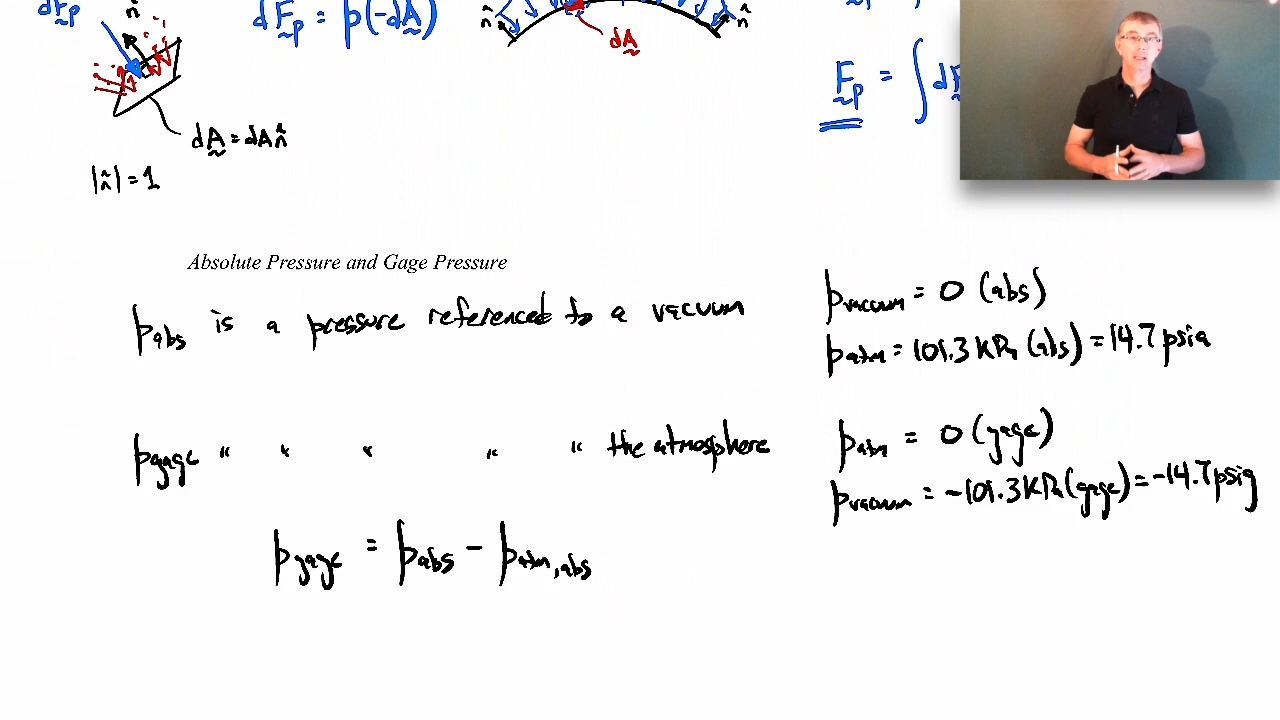 dF_p
n̂
dF_p = p(-dA)
n̂
n̂
dA
F_p = ∫ dF
dA = dA n̂
|n̂| = 1
Absolute Pressure and Gage Pressure
p_abs is a pressure referenced to a vacuum
p_vacuum = 0 (abs)
p_atm = 101.3 kPa (abs) = 14.7 psia
p_gage " " " " " the atmosphere
p_atm = 0 (gage)
p_vacuum = -101.3 kPa (gage) = -14.7 psig
p_gage = p_abs - p_atm,abs